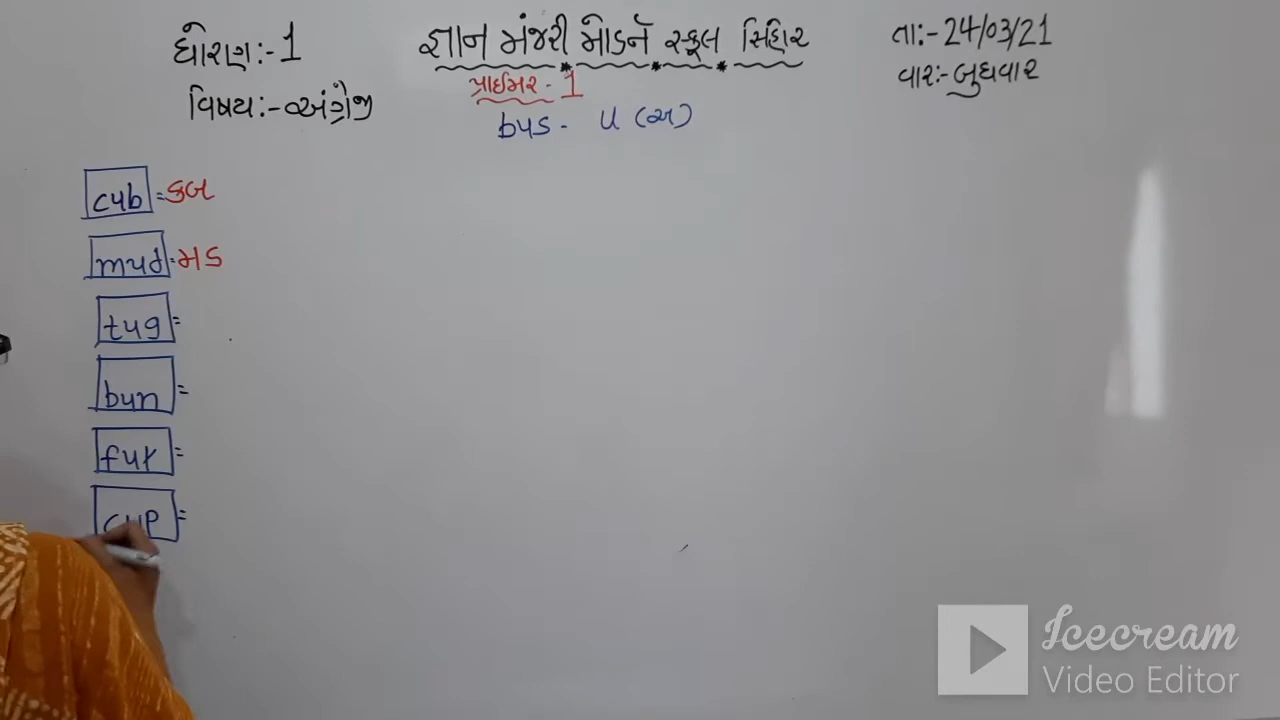 ધોરણ:-1
વિષય:-અંગ્રેજી
જ્ઞાન મંજરી મોડર્ન સ્કૂલ સિહોર
પ્રાઈમર-1
bus - u (અ)
તા:-24/03/21
વાર:-બુધવાર
cub = કબ
mud = મડ
tug =
bun =
fur =
cup =
Icecream
Video Editor